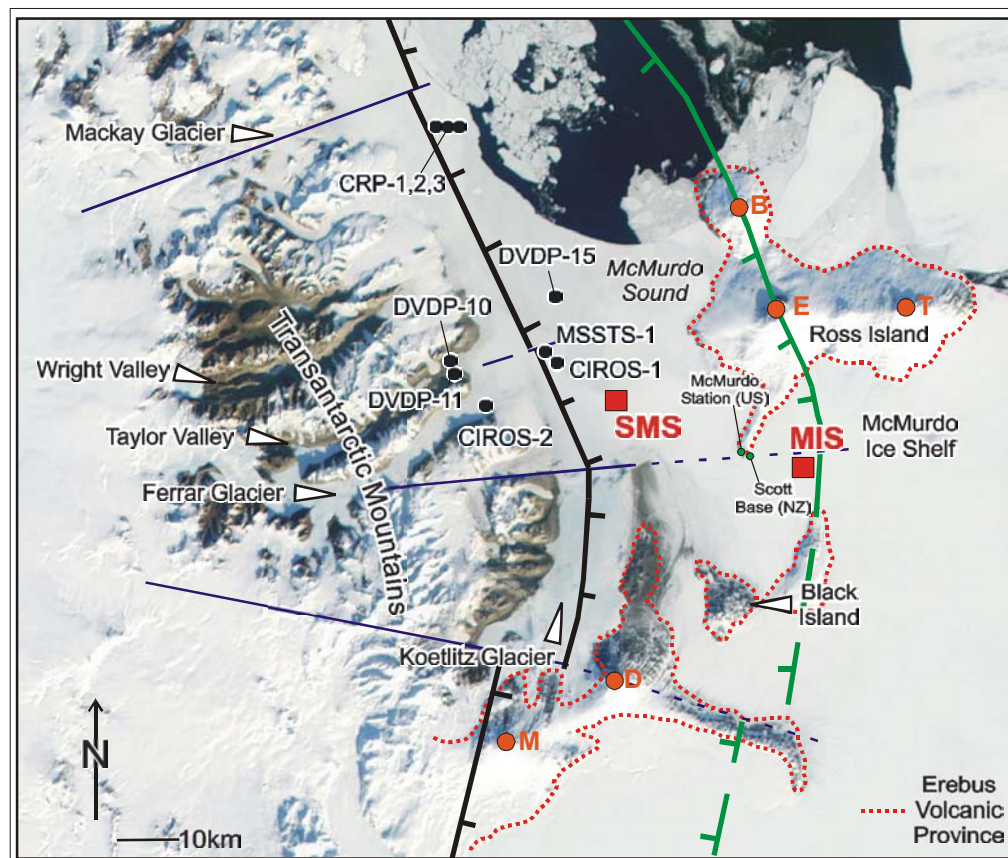 Mackay Glacier
CRP-1,2,3
B
DVDP-15
McMurdo
Sound
DVDP-10
E
T
Ross Island
MSSTS-1
CIROS-1
Transantarctic Mountains
Wright Valley
DVDP-11
McMurdo
Station (US)
SMS
Taylor Valley
CIROS-2
MIS
McMurdo
Ice Shelf
Ferrar Glacier
Scott
Base (NZ)
Black
Island
Koetlitz Glacier
D
M
N
10km
Erebus
Volcanic
Province